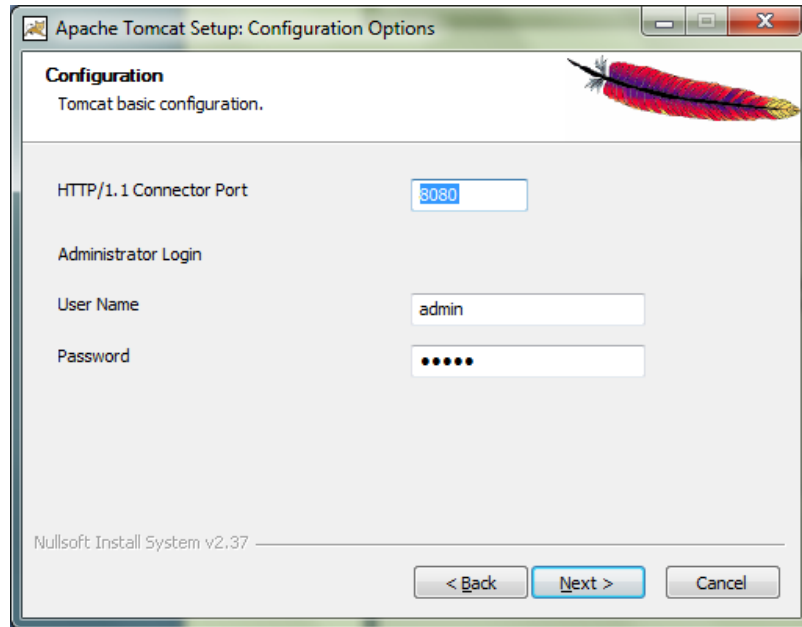 Apache Tomcat Setup: Configuration Options
Configuration
Tomcat basic configuration.
HTTP/1.1 Connector Port
8080
Administrator Login
User Name
admin
Password
•••••
Nullsoft Install System v2.37
< Back
Next >
Cancel